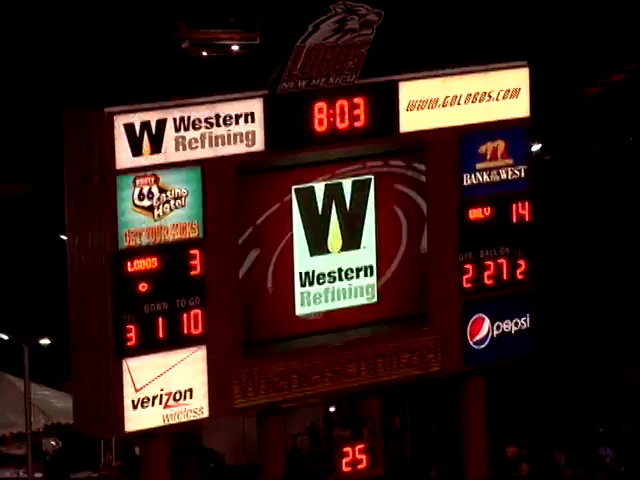 LOBOS
NEW MEXICO
Western
Refining
8:03
WWW.GOLOBOS.COM
ROUTE
66 Casino
Hotel
GET YOUR KICKS
BANK OF THE WEST
W
Western
Refining
LOBOS 3
UNLV 14
DOWN TO GO
3 1 10
QTR BALL ON
2 27 2
verizon
wireless
pepsi
25